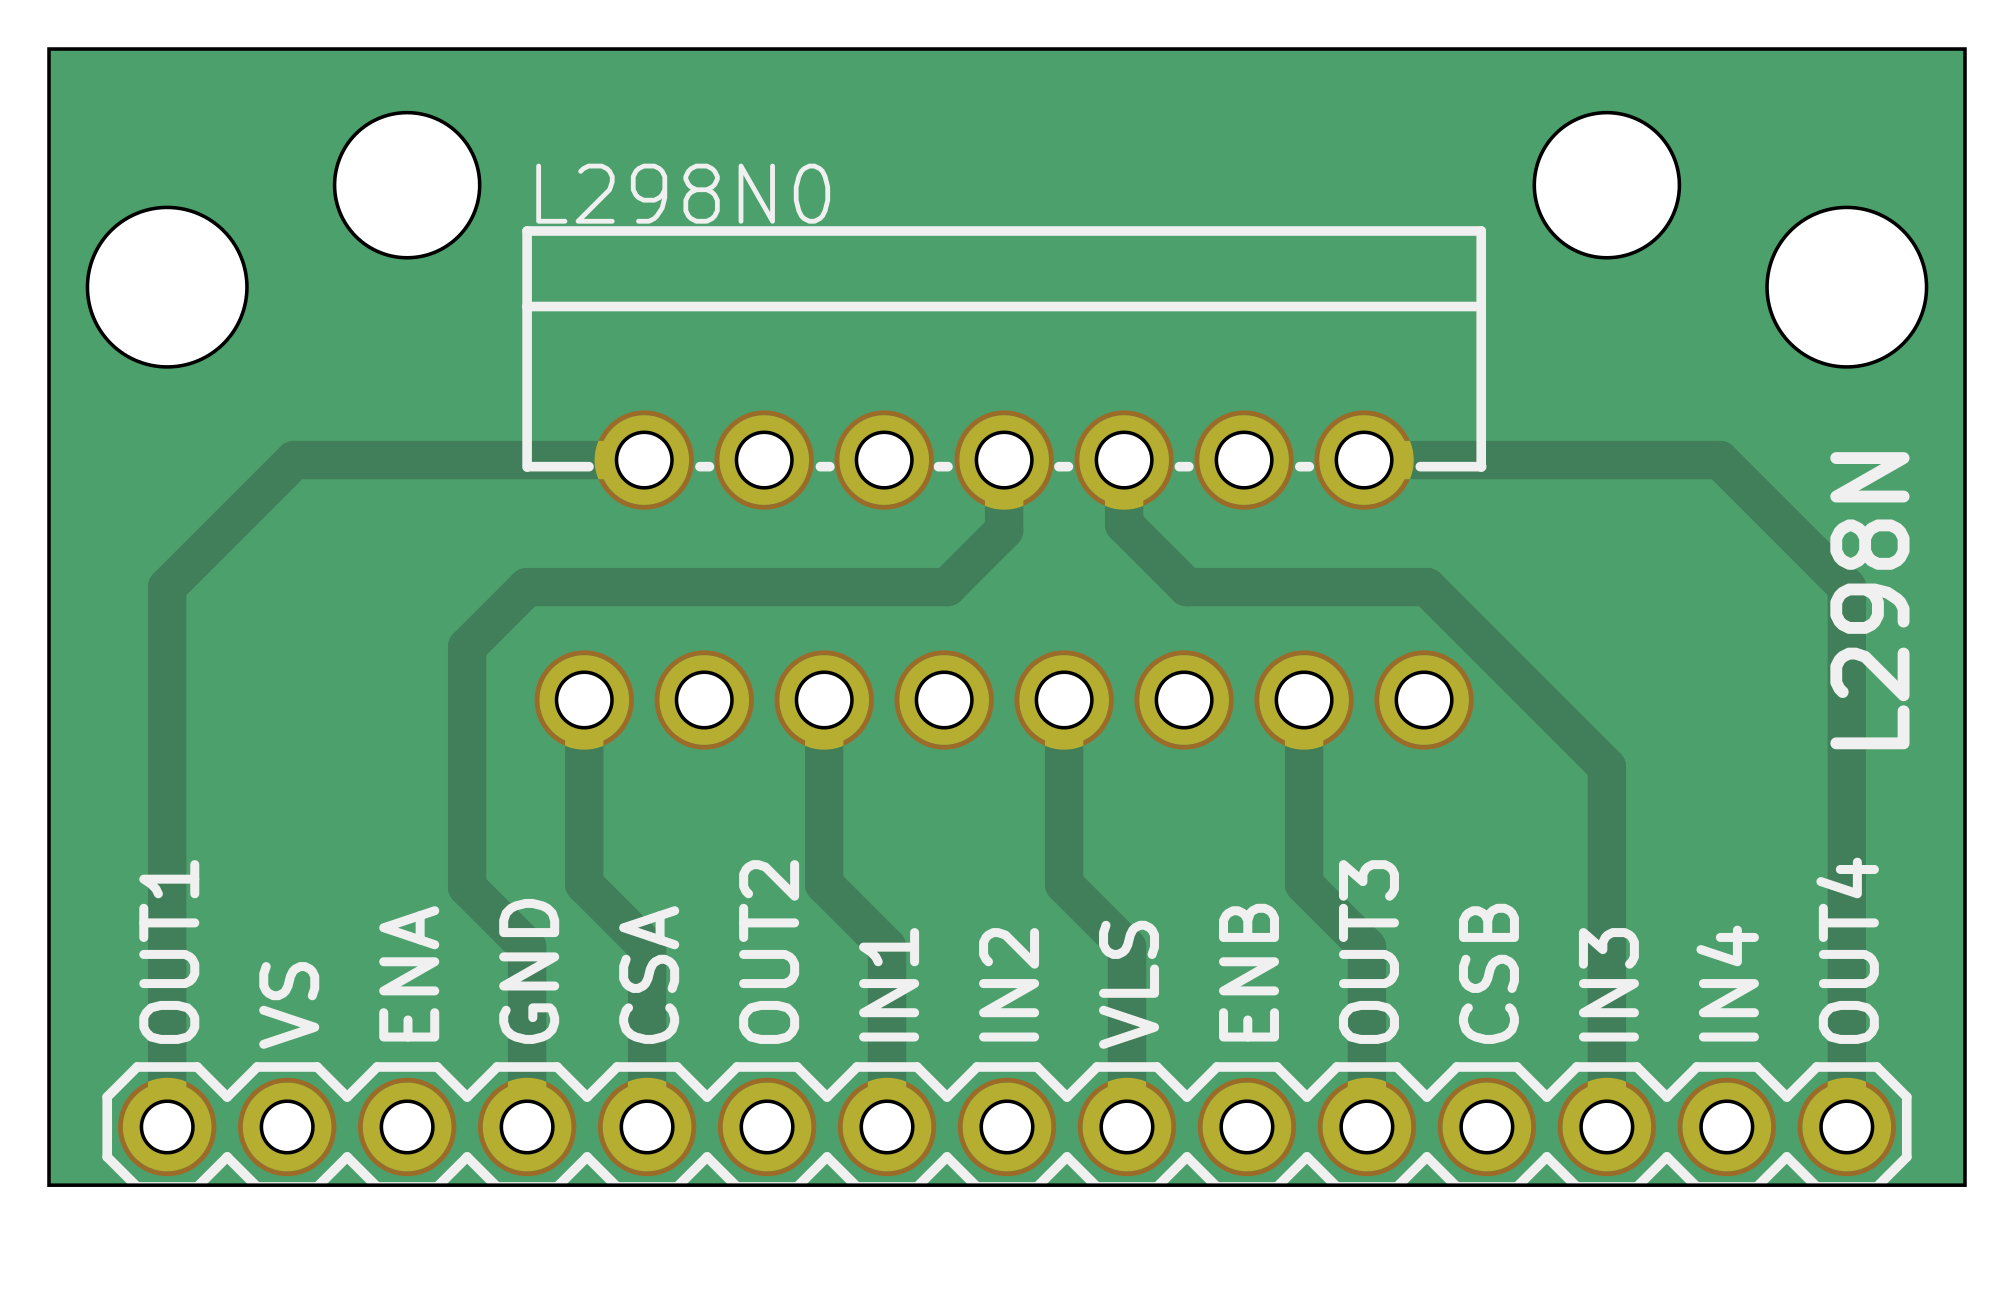 L298N0
L298N
OUT1
VS
ENA
GND
CSA
OUT2
IN1
IN2
VLS
ENB
OUT3
CSB
IN3
IN4
OUT4